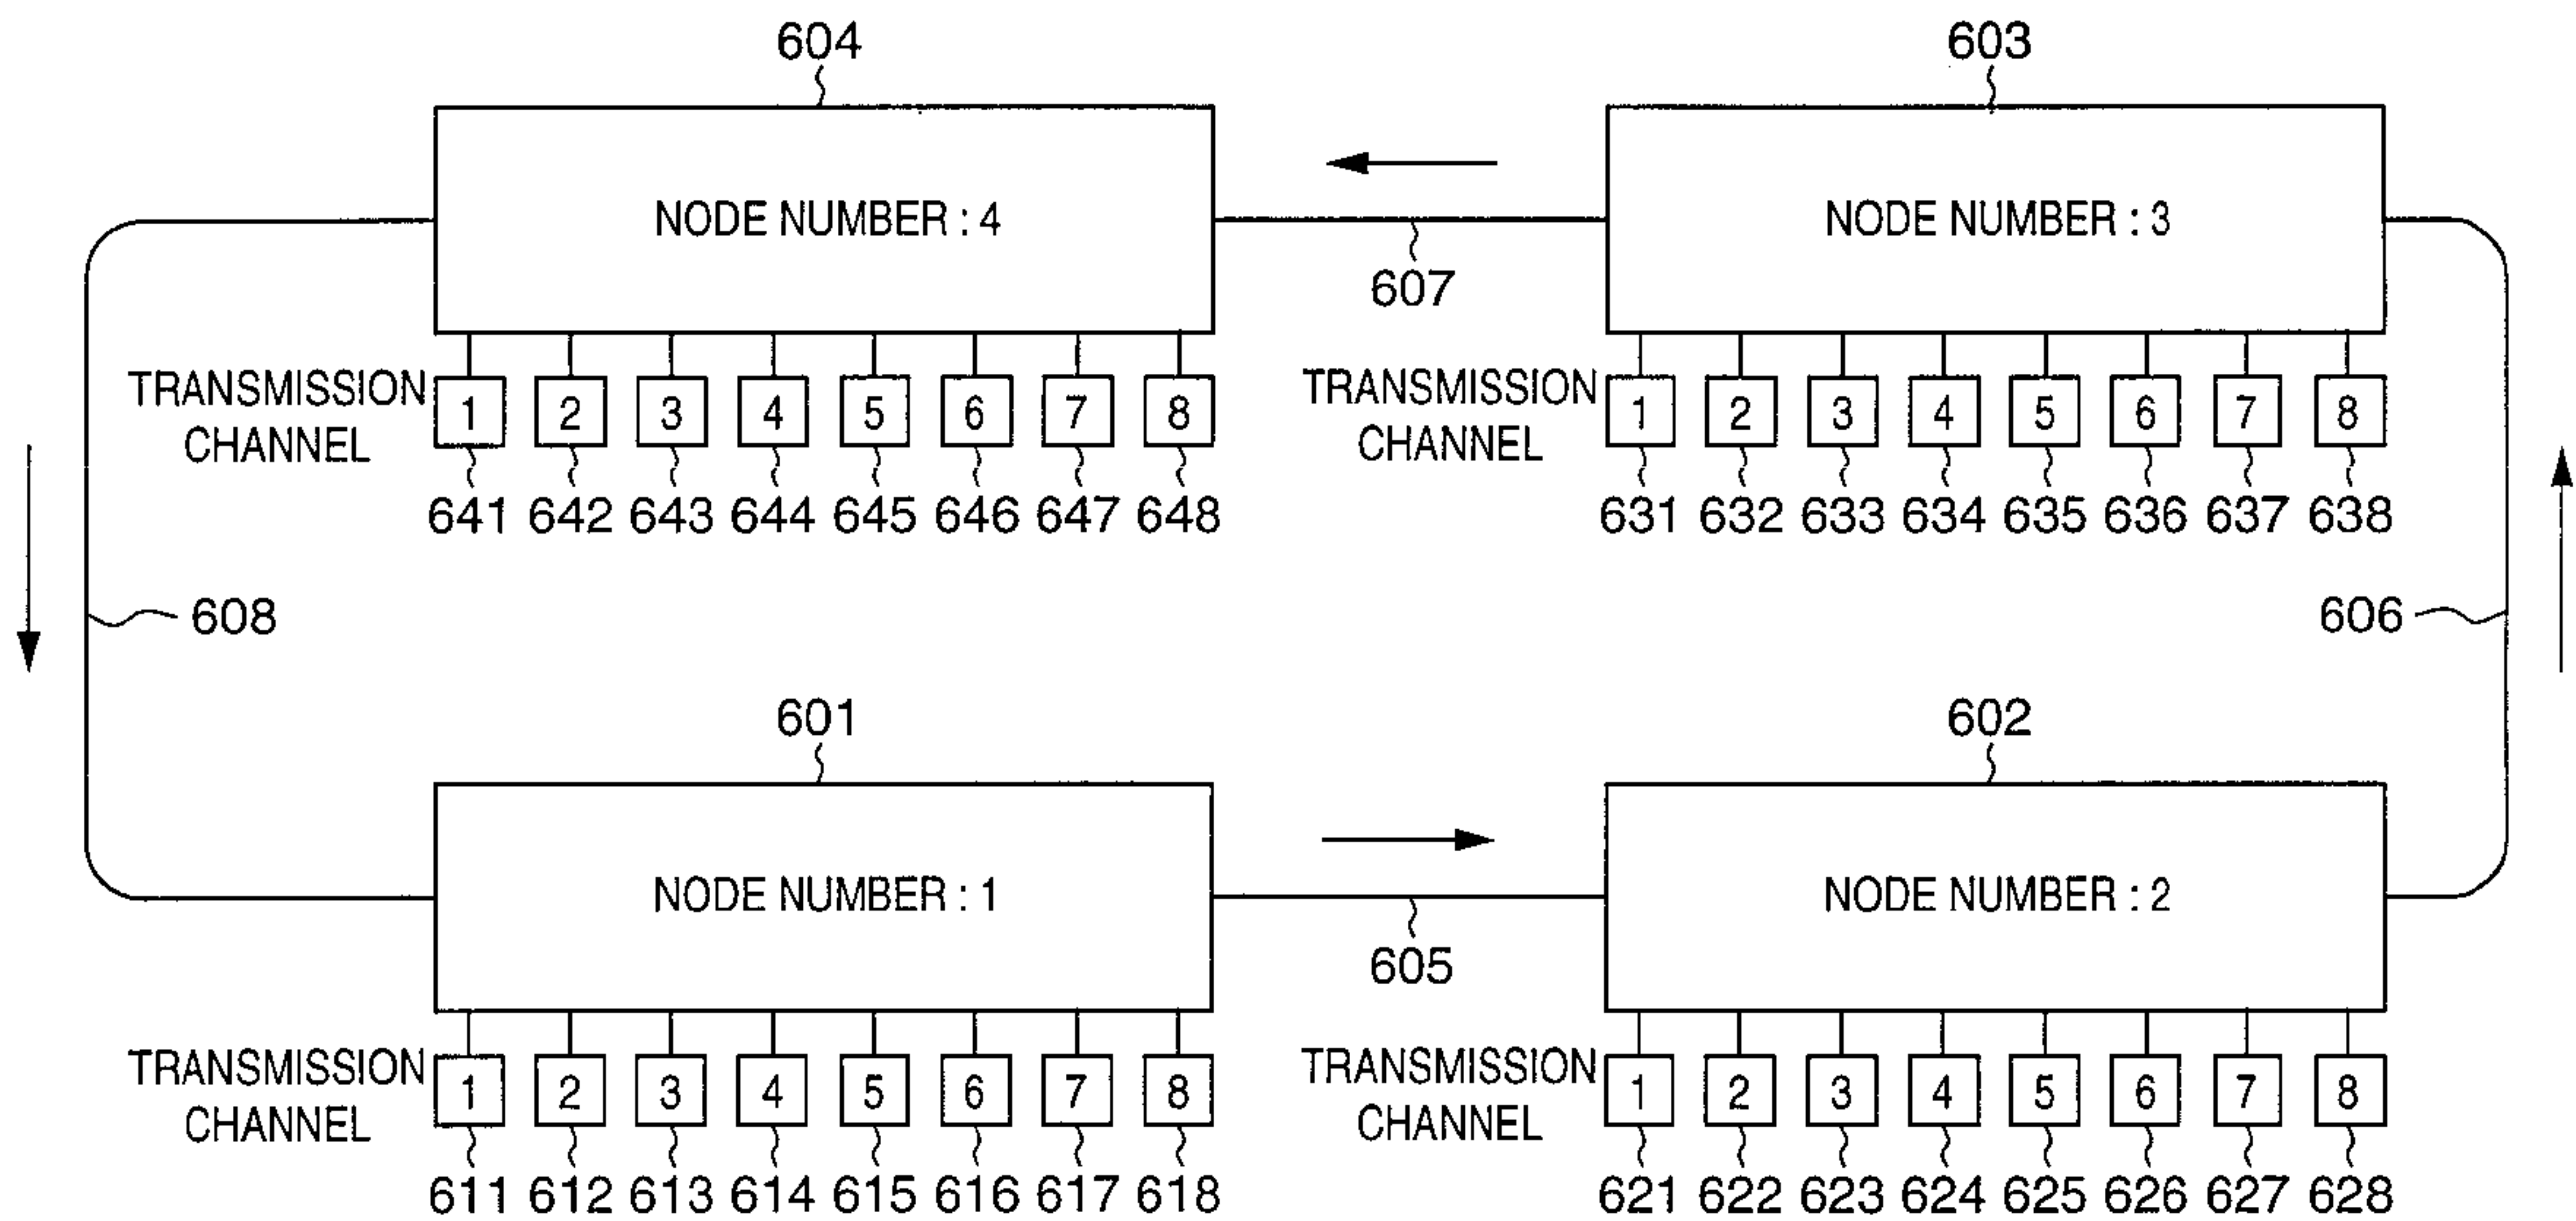 604
603
NODE NUMBER : 4
NODE NUMBER : 3
607
TRANSMISSION
CHANNEL
1 2 3 4 5 6 7 8
641 642 643 644 645 646 647 648
TRANSMISSION
CHANNEL
1 2 3 4 5 6 7 8
631 632 633 634 635 636 637 638
608
606
601
602
NODE NUMBER : 1
NODE NUMBER : 2
605
TRANSMISSION
CHANNEL
1 2 3 4 5 6 7 8
611 612 613 614 615 616 617 618
TRANSMISSION
CHANNEL
1 2 3 4 5 6 7 8
621 622 623 624 625 626 627 628